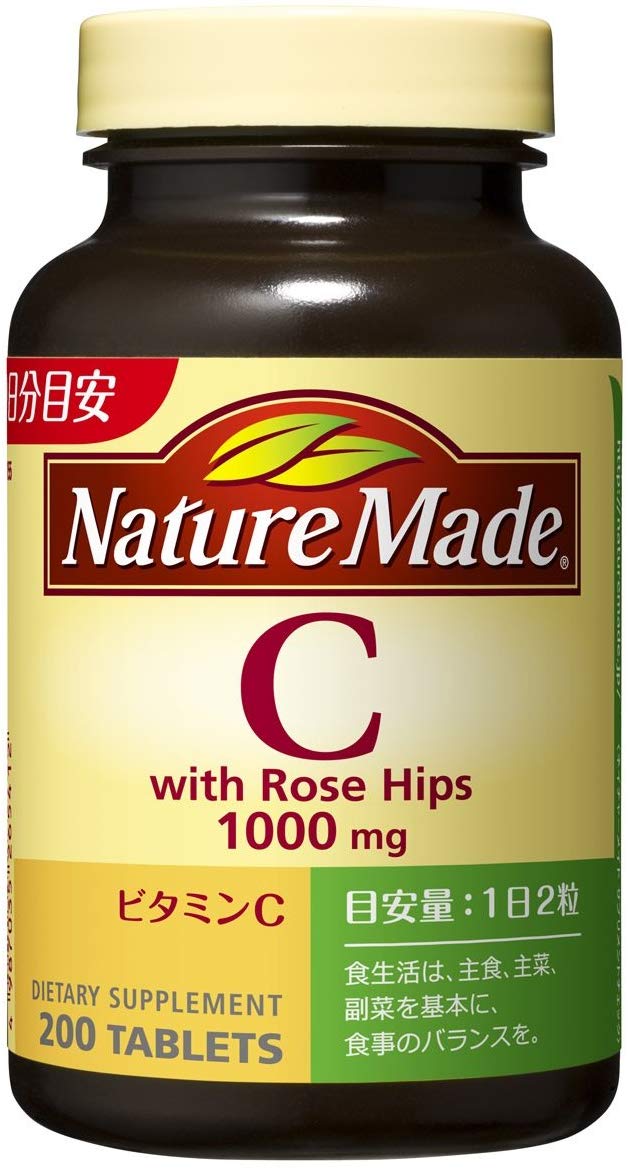 日分目安
Nature Made®
C
with Rose Hips
1000 mg
ビタミンC
目安量：1日2粒
DIETARY SUPPLEMENT
200 TABLETS
食生活は、主食、主菜、
副菜を基本に、
食事のバランスを。